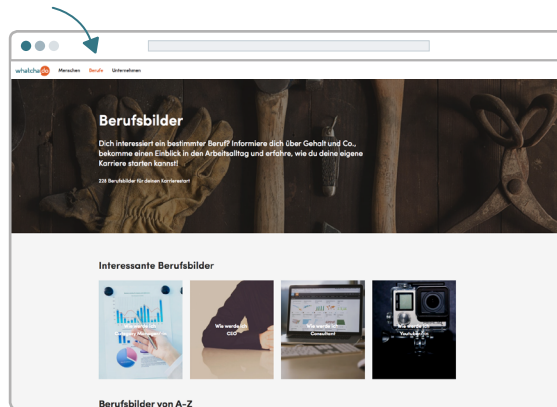 whatchado Menschen Berufe Unternehmen
Berufsbilder
Dich interessiert ein bestimmter Beruf? Informiere dich über Gehalt und Co.,
bekomme einen Einblick in den Arbeitsalltag und erfahre, wie du deine eigene
Karriere starten kannst!
228 Berufsbilder für deinen Karrierestart
Interessante Berufsbilder
Wie werde ich
Wie werde ich
CEO
Wie werde ich
Consultant
Wie werde ich
Youtuber
Berufsbilder von A-Z